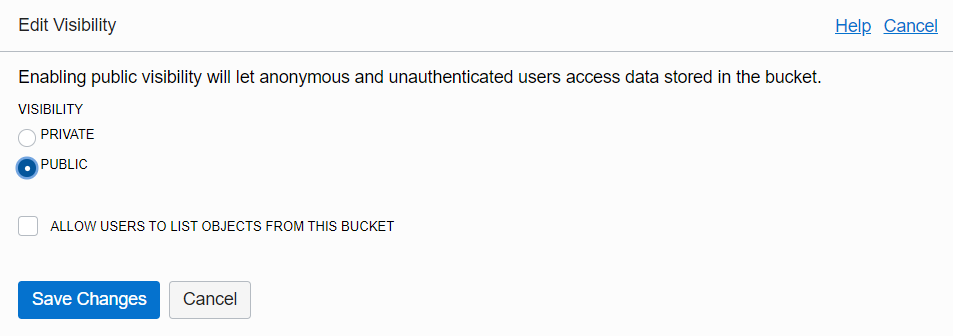 Edit Visibility
Help Cancel
Enabling public visibility will let anonymous and unauthenticated users access data stored in the bucket.
VISIBILITY
PRIVATE
PUBLIC
ALLOW USERS TO LIST OBJECTS FROM THIS BUCKET
Save Changes Cancel